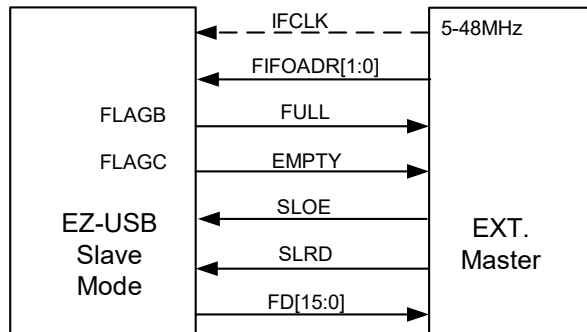 IFCLK
5-48MHz
FIFOADR[1:0]
FLAGB
FULL
FLAGC
EMPTY
SLOE
EZ-USB
Slave
Mode
EXT.
Master
SLRD
FD[15:0]